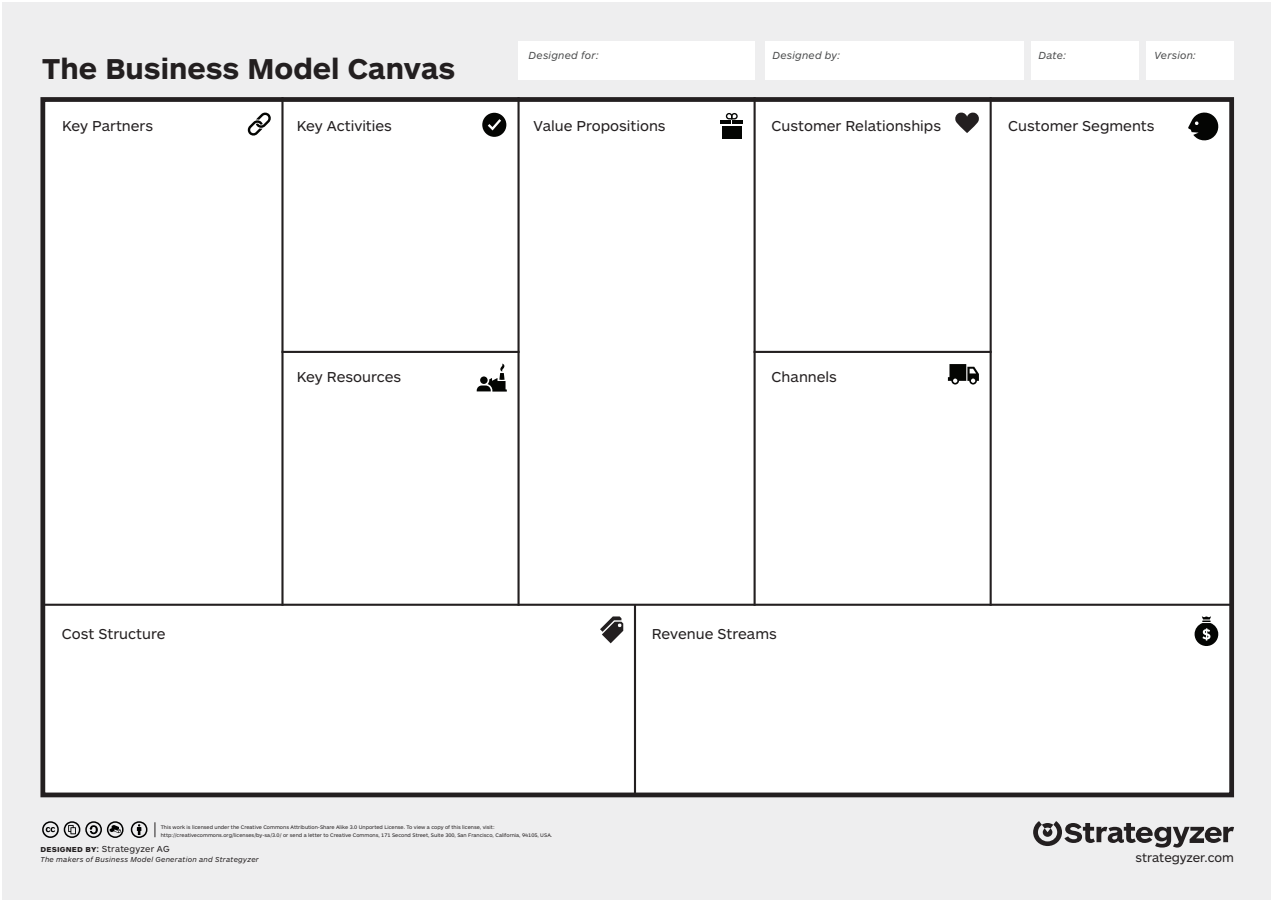 The Business Model Canvas
Designed for:
Designed by:
Date:
Version:
Key Partners
Key Activities
Value Propositions
Customer Relationships
Customer Segments
Key Resources
Channels
Cost Structure
Revenue Streams
$
cc
This work is licensed under the Creative Commons Attribution-Share Alike 3.0 Unported License. To view a copy of this license, visit:
http://creativecommons.org/licenses/by-sa/3.0/ or send a letter to Creative Commons, 171 Second Street, Suite 300, San Francisco, California, 94105, USA.
DESIGNED BY: Strategyzer AG
The makers of Business Model Generation and Strategyzer
Strategyzer
strategyzer.com